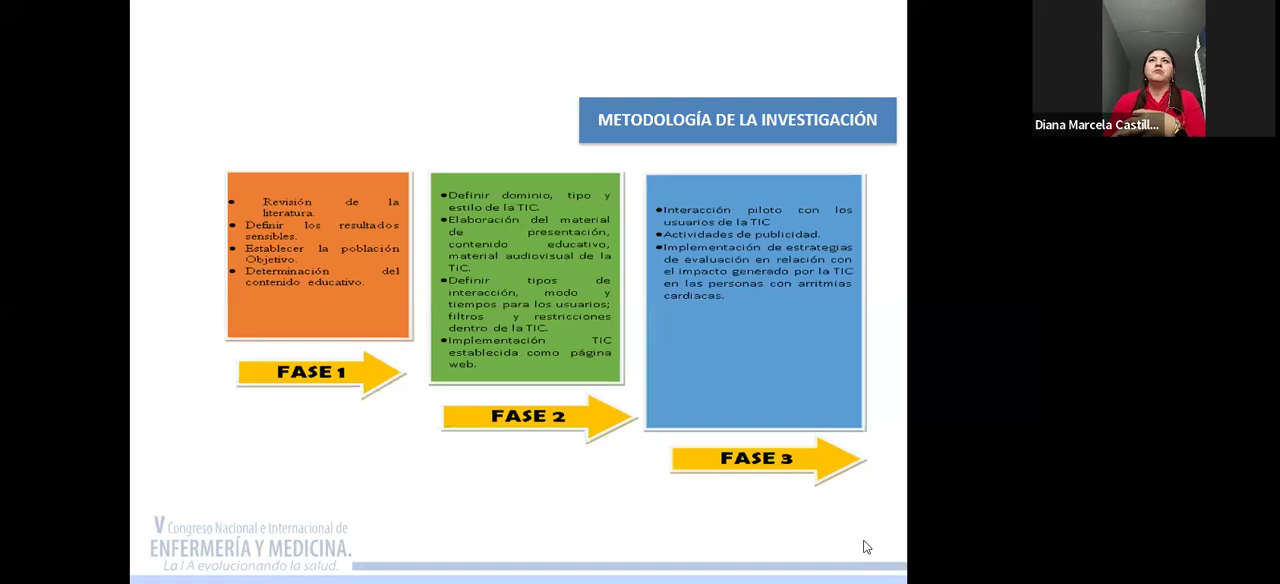 METODOLOGÍA DE LA INVESTIGACIÓN
Diana Marcela Castill...
• Revisión de la
literatura.
• Definir los resultados
sensibles.
• Establecer la población
Objetivo.
• Determinación del
contenido educativo.
FASE 1
•Definir dominio, tipo y
estilo de la TIC.
•Elaboración del material
de presentación,
contenido educativo,
material audiovisual de la
TIC.
•Definir tipos de
interacción, modo y
tiempos para los usuarios;
filtros y restricciones
dentro de la TIC.
•Implementación TIC
establecida como página
web.
FASE 2
•Interacción piloto con los
usuarios de la TIC
•Actividades de publicidad.
•Implementación de estrategias
de evaluación en relación con
el impacto generado por la TIC
en las personas con arritmias
cardiacas.
FASE 3
V Congreso Nacional e Internacional de
ENFERMERÍA Y MEDICINA.
La IA evolucionando la salud.